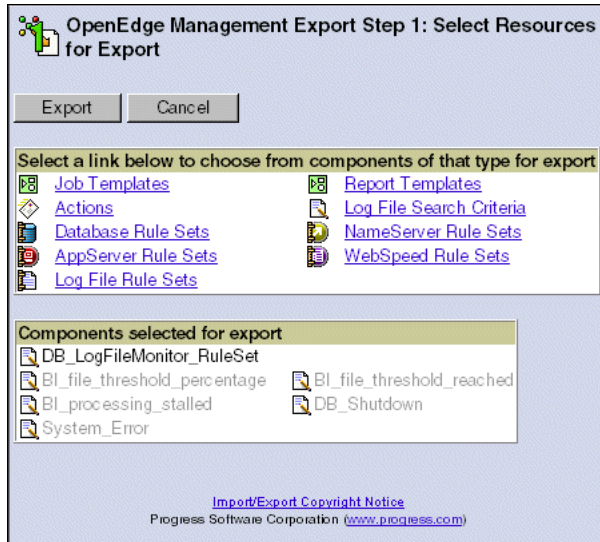 OpenEdge Management Export Step 1: Select Resources
for Export
Export Cancel
Select a link below to choose from components of that type for export
Job Templates Report Templates
Actions Log File Search Criteria
Database Rule Sets NameServer Rule Sets
AppServer Rule Sets WebSpeed Rule Sets
Log File Rule Sets
Components selected for export
DB_LogFileMonitor_RuleSet
BI_file_threshold_percentage BI_file_threshold_reached
BI_processing_stalled DB_Shutdown
System_Error
Import/Export Copyright Notice
Progress Software Corporation (www.progress.com)